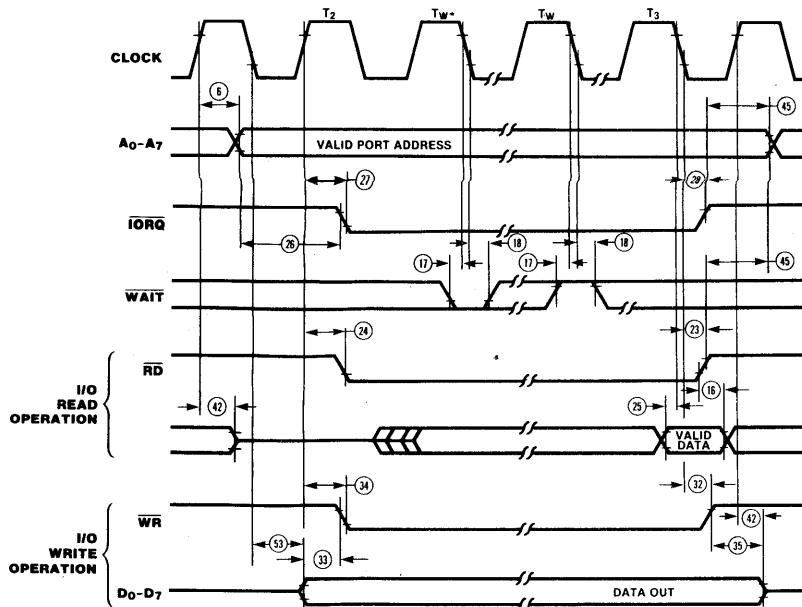 T2 TW* TW T3
CLOCK
6 45
A0-A7 VALID PORT ADDRESS
27 28
IORQ
26 18 18
17 17 45
WAIT
24 23
RD
I/O READ OPERATION
16
42 25
VALID DATA
34 32
WR
42
I/O WRITE OPERATION
53 33 35
D0-D7 DATA OUT